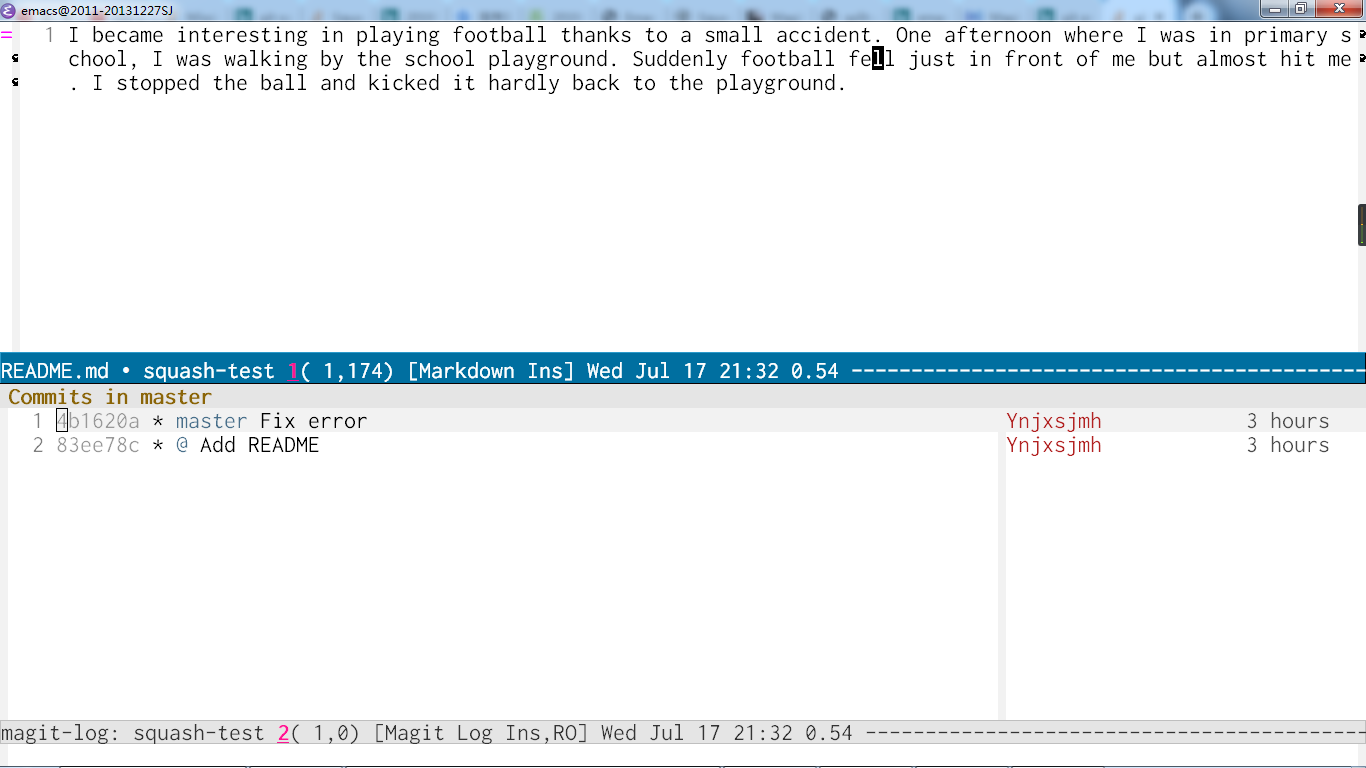 emacs@2011-20131227SJ
= 1 I became interesting in playing football thanks to a small accident. One afternoon where I was in primary s
chool, I was walking by the school playground. Suddenly football fell just in front of me but almost hit me
. I stopped the ball and kicked it hardly back to the playground.
README.md • squash-test 1( 1,174) [Markdown Ins] Wed Jul 17 21:32 0.54 -------------------------------------------
Commits in master
1 4b1620a * master Fix error Ynjxsjmh 3 hours
2 83ee78c * @ Add README Ynjxsjmh 3 hours
magit-log: squash-test 2( 1,0) [Magit Log Ins,RO] Wed Jul 17 21:32 0.54 ------------------------------------------